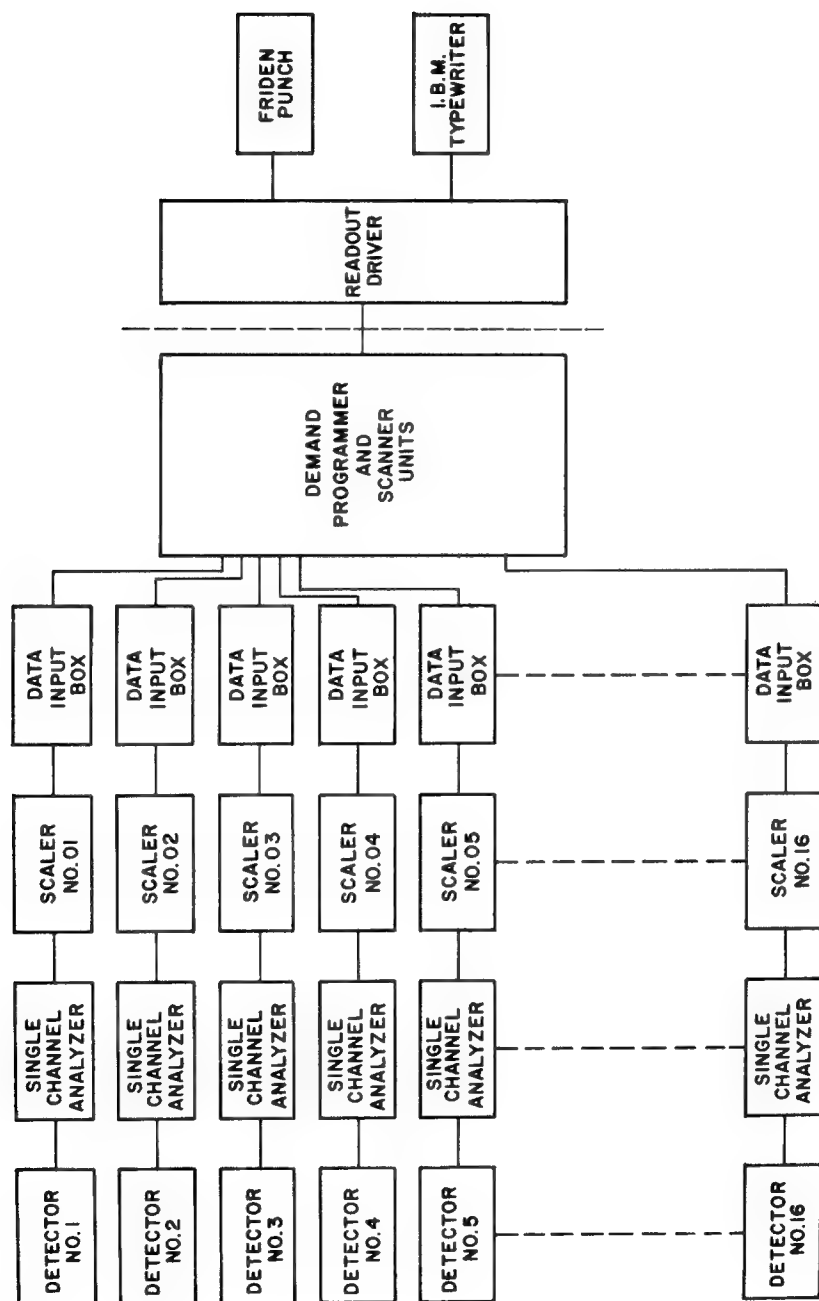 DETECTOR
NO.1
SINGLE
CHANNEL
ANALYZER
SCALER
NO.01
DATA
INPUT
BOX
DETECTOR
NO.2
SINGLE
CHANNEL
ANALYZER
SCALER
NO.02
DATA
INPUT
BOX
DETECTOR
NO.3
SINGLE
CHANNEL
ANALYZER
SCALER
NO.03
DATA
INPUT
BOX
DETECTOR
NO.4
SINGLE
CHANNEL
ANALYZER
SCALER
NO.04
DATA
INPUT
BOX
DETECTOR
NO.5
SINGLE
CHANNEL
ANALYZER
SCALER
NO.05
DATA
INPUT
BOX
DETECTOR
NO.16
SINGLE
CHANNEL
ANALYZER
SCALER
NO.16
DATA
INPUT
BOX
DEMAND
PROGRAMMER
AND
SCANNER
UNITS
READOUT
DRIVER
FRIDEN
PUNCH
I.B.M.
TYPEWRITER